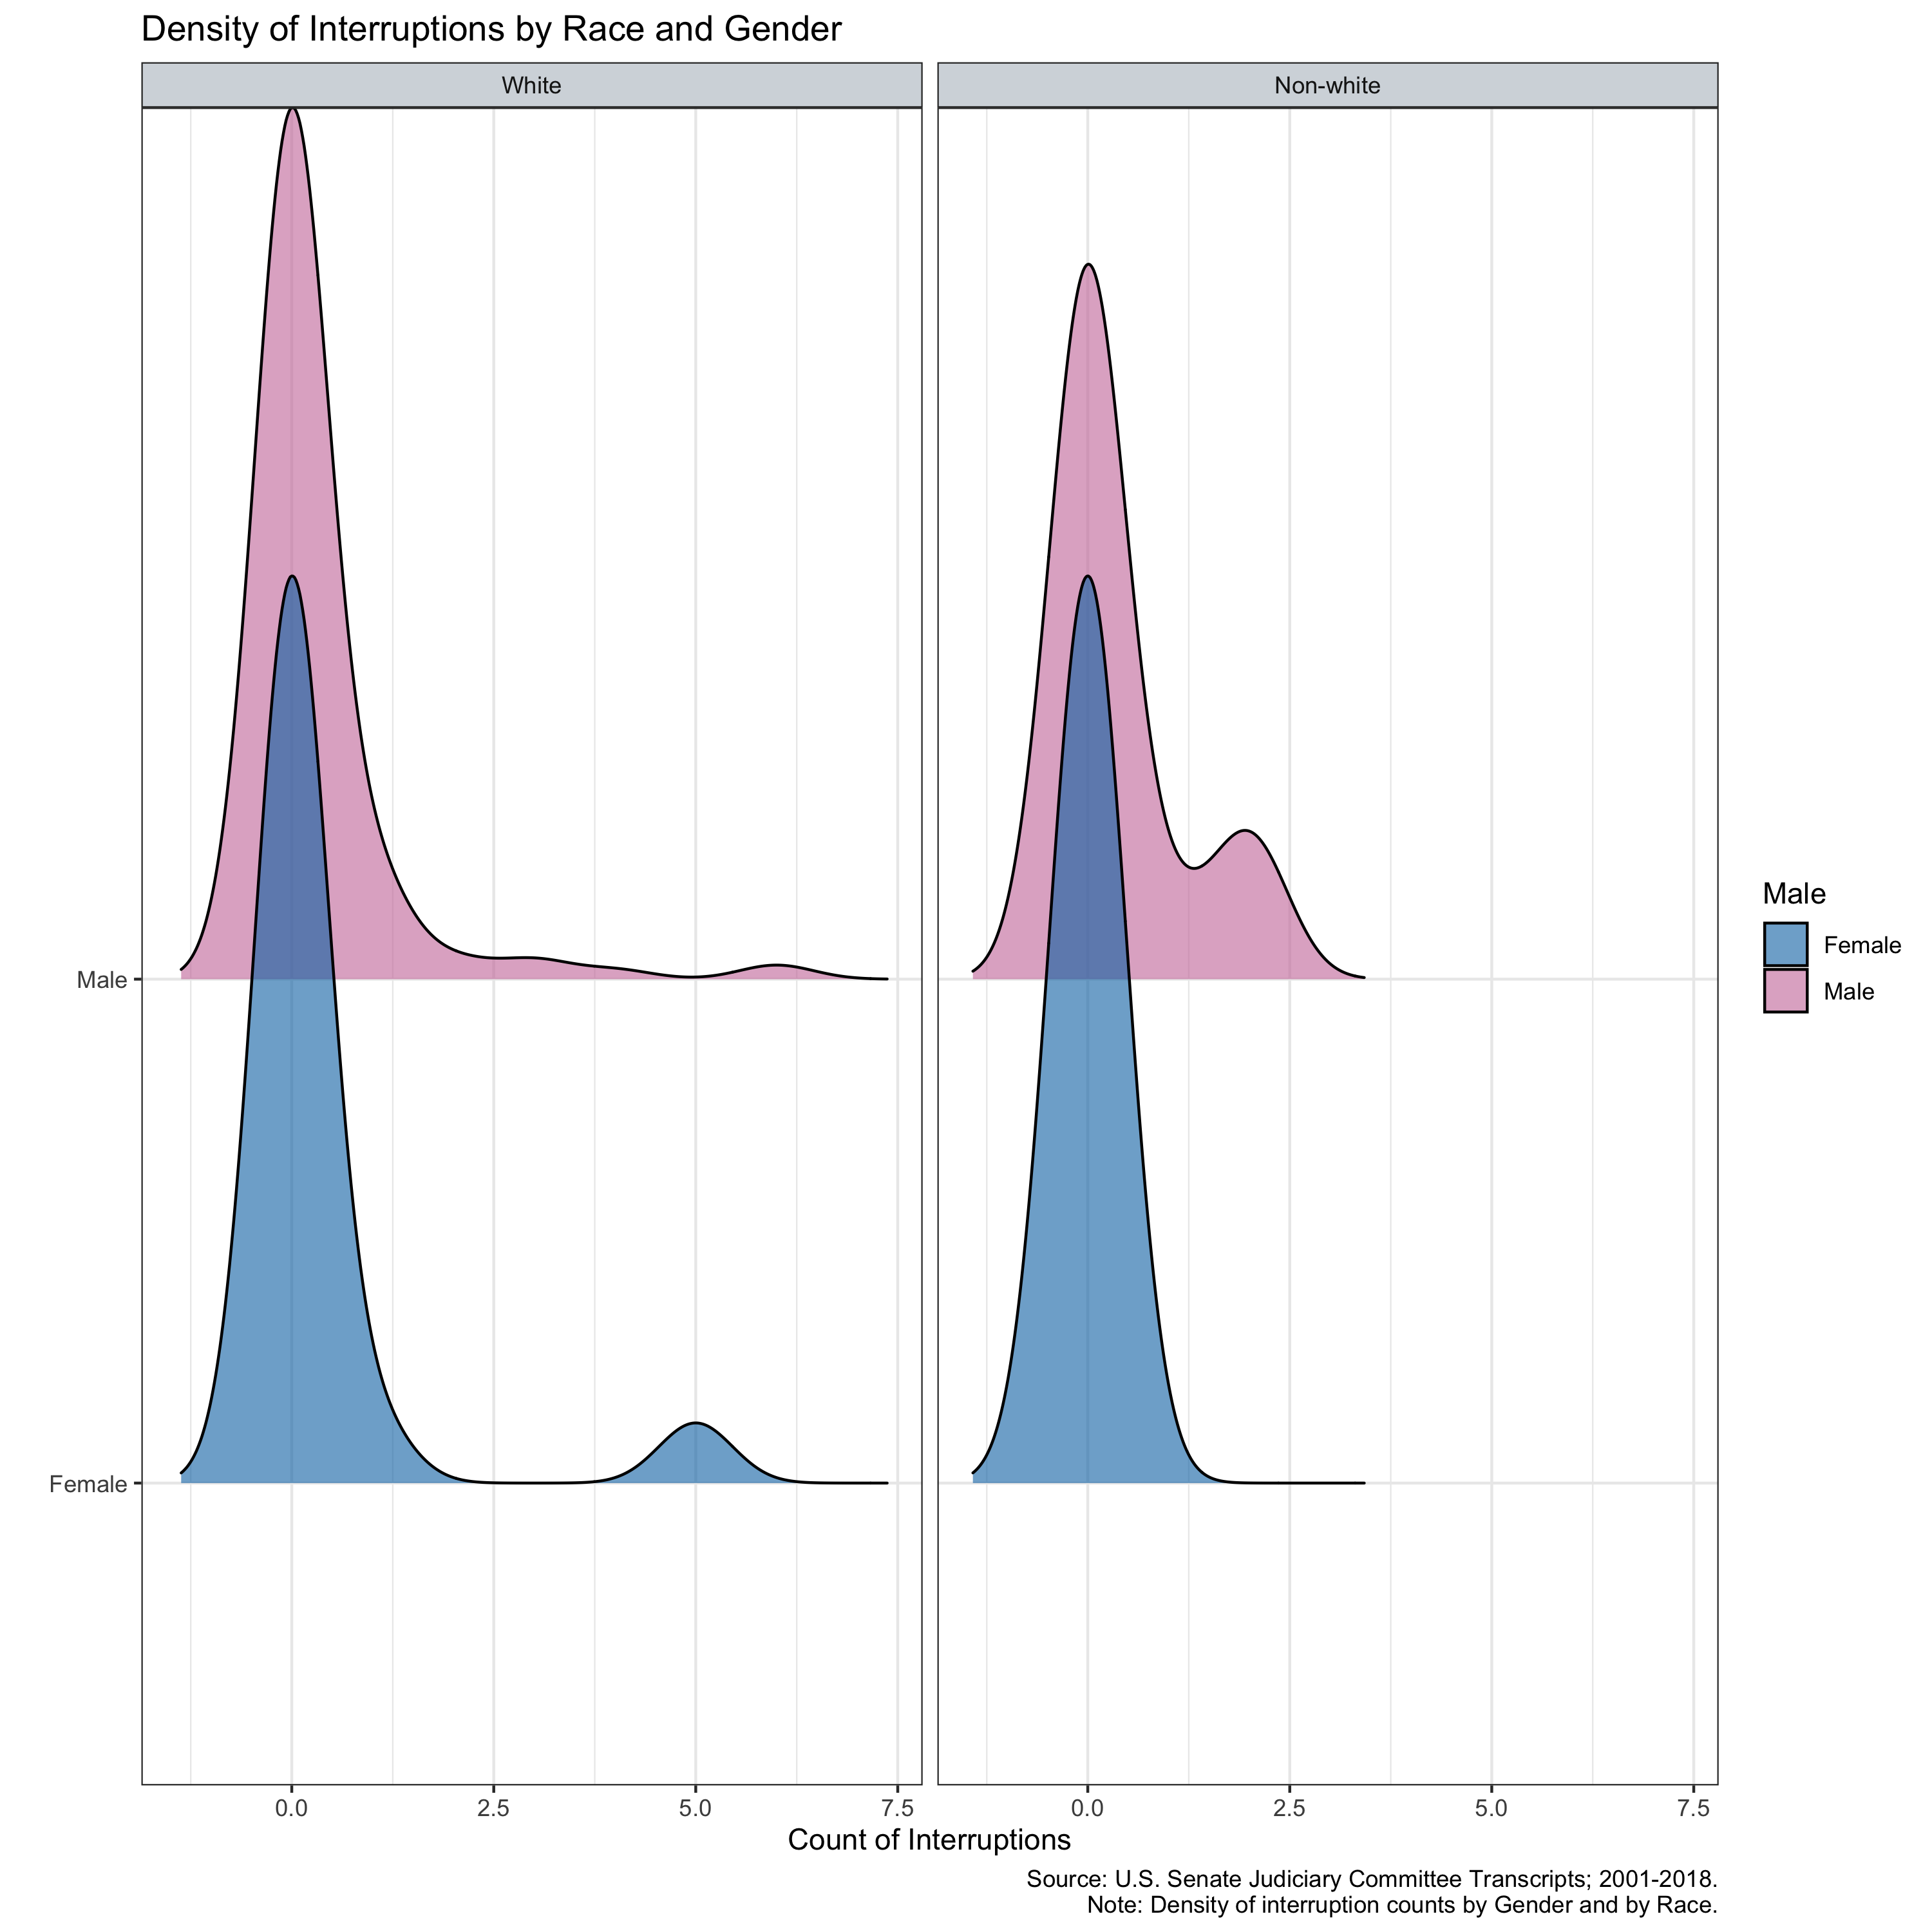 Density of Interruptions by Race and Gender
White
Non-white
Male
Female
Male
Female
Male
0.0 2.5 5.0 7.5
0.0 2.5 5.0 7.5
Count of Interruptions
Source: U.S. Senate Judiciary Committee Transcripts; 2001-2018.
Note: Density of interruption counts by Gender and by Race.